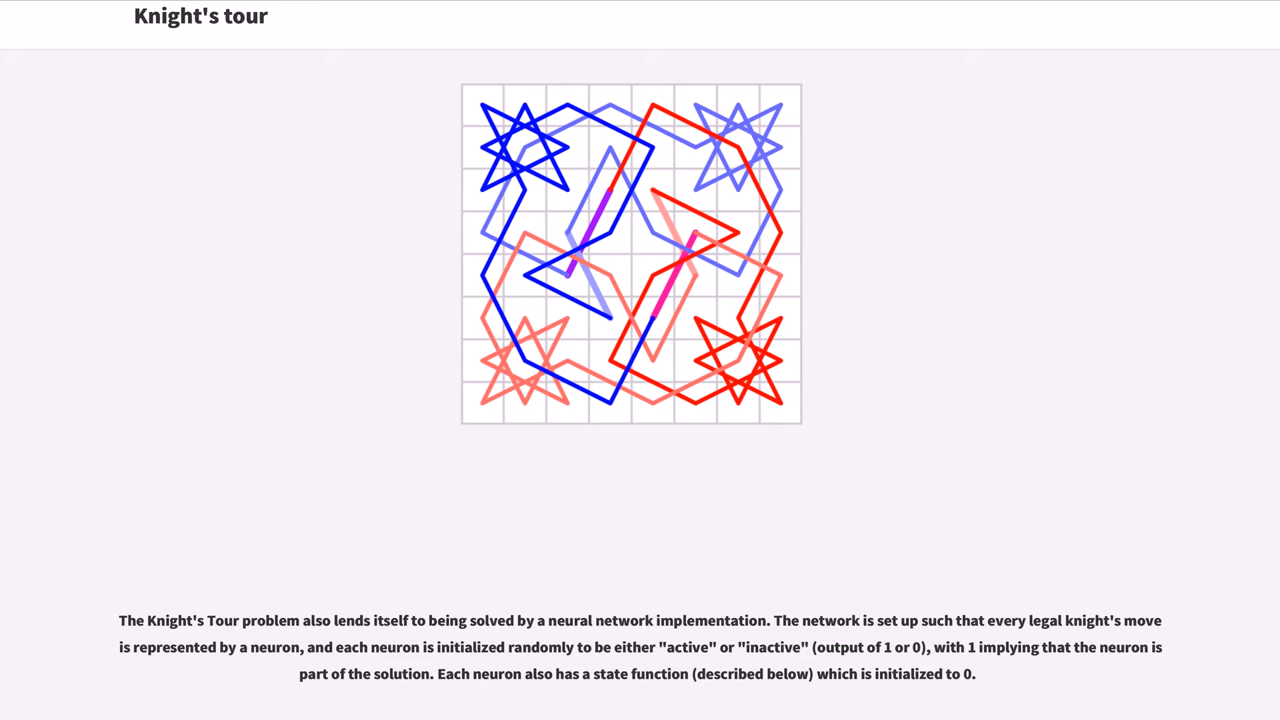 Knight's tour
The Knight's Tour problem also lends itself to being solved by a neural network implementation. The network is set up such that every legal knight's move
is represented by a neuron, and each neuron is initialized randomly to be either "active" or "inactive" (output of 1 or 0), with 1 implying that the neuron is
part of the solution. Each neuron also has a state function (described below) which is initialized to 0.